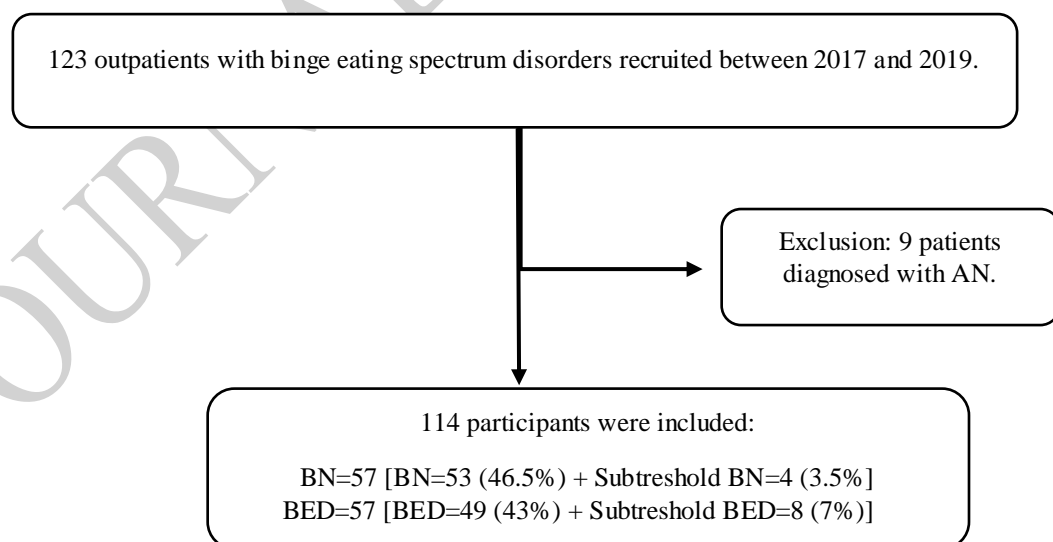 123 outpatients with binge eating spectrum disorders recruited between 2017 and 2019.
Exclusion: 9 patients
diagnosed with AN.
114 participants were included:
BN=57 [BN=53 (46.5%) + Subtreshold BN=4 (3.5%]
BED=57 [BED=49 (43%) + Subtreshold BED=8 (7%)]